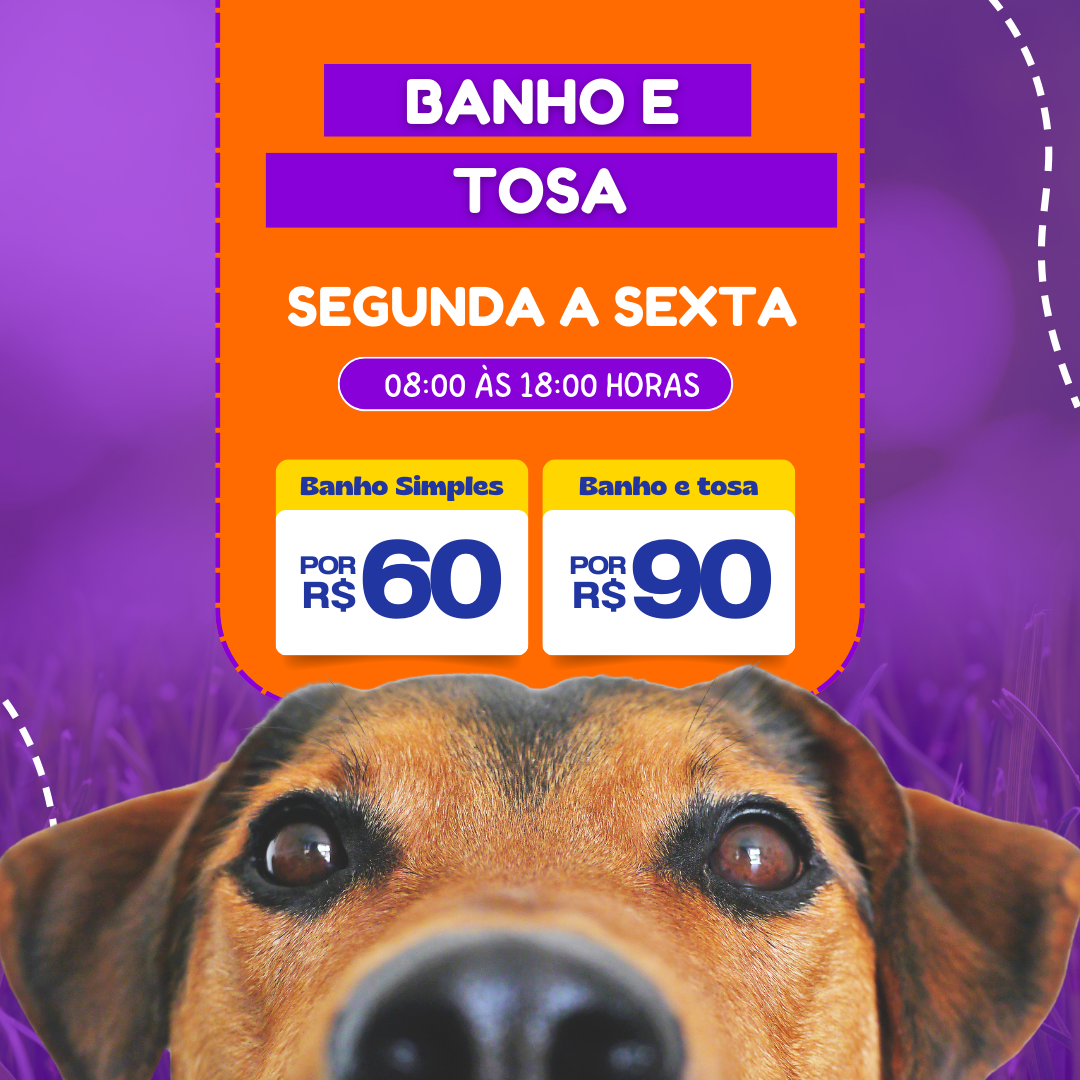 BANHO E
TOSA
SEGUNDA A SEXTA
08:00 ÀS 18:00 HORAS
Banho Simples
POR
R$ 60
Banho e tosa
POR
R$ 90